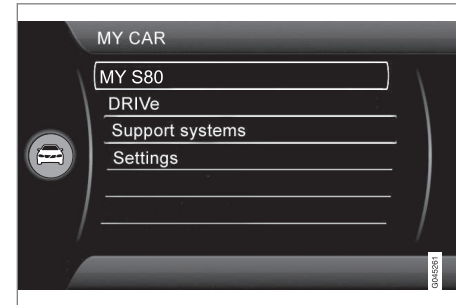 MY CAR
MY S80
DRIVe
Support systems
Settings
G045261